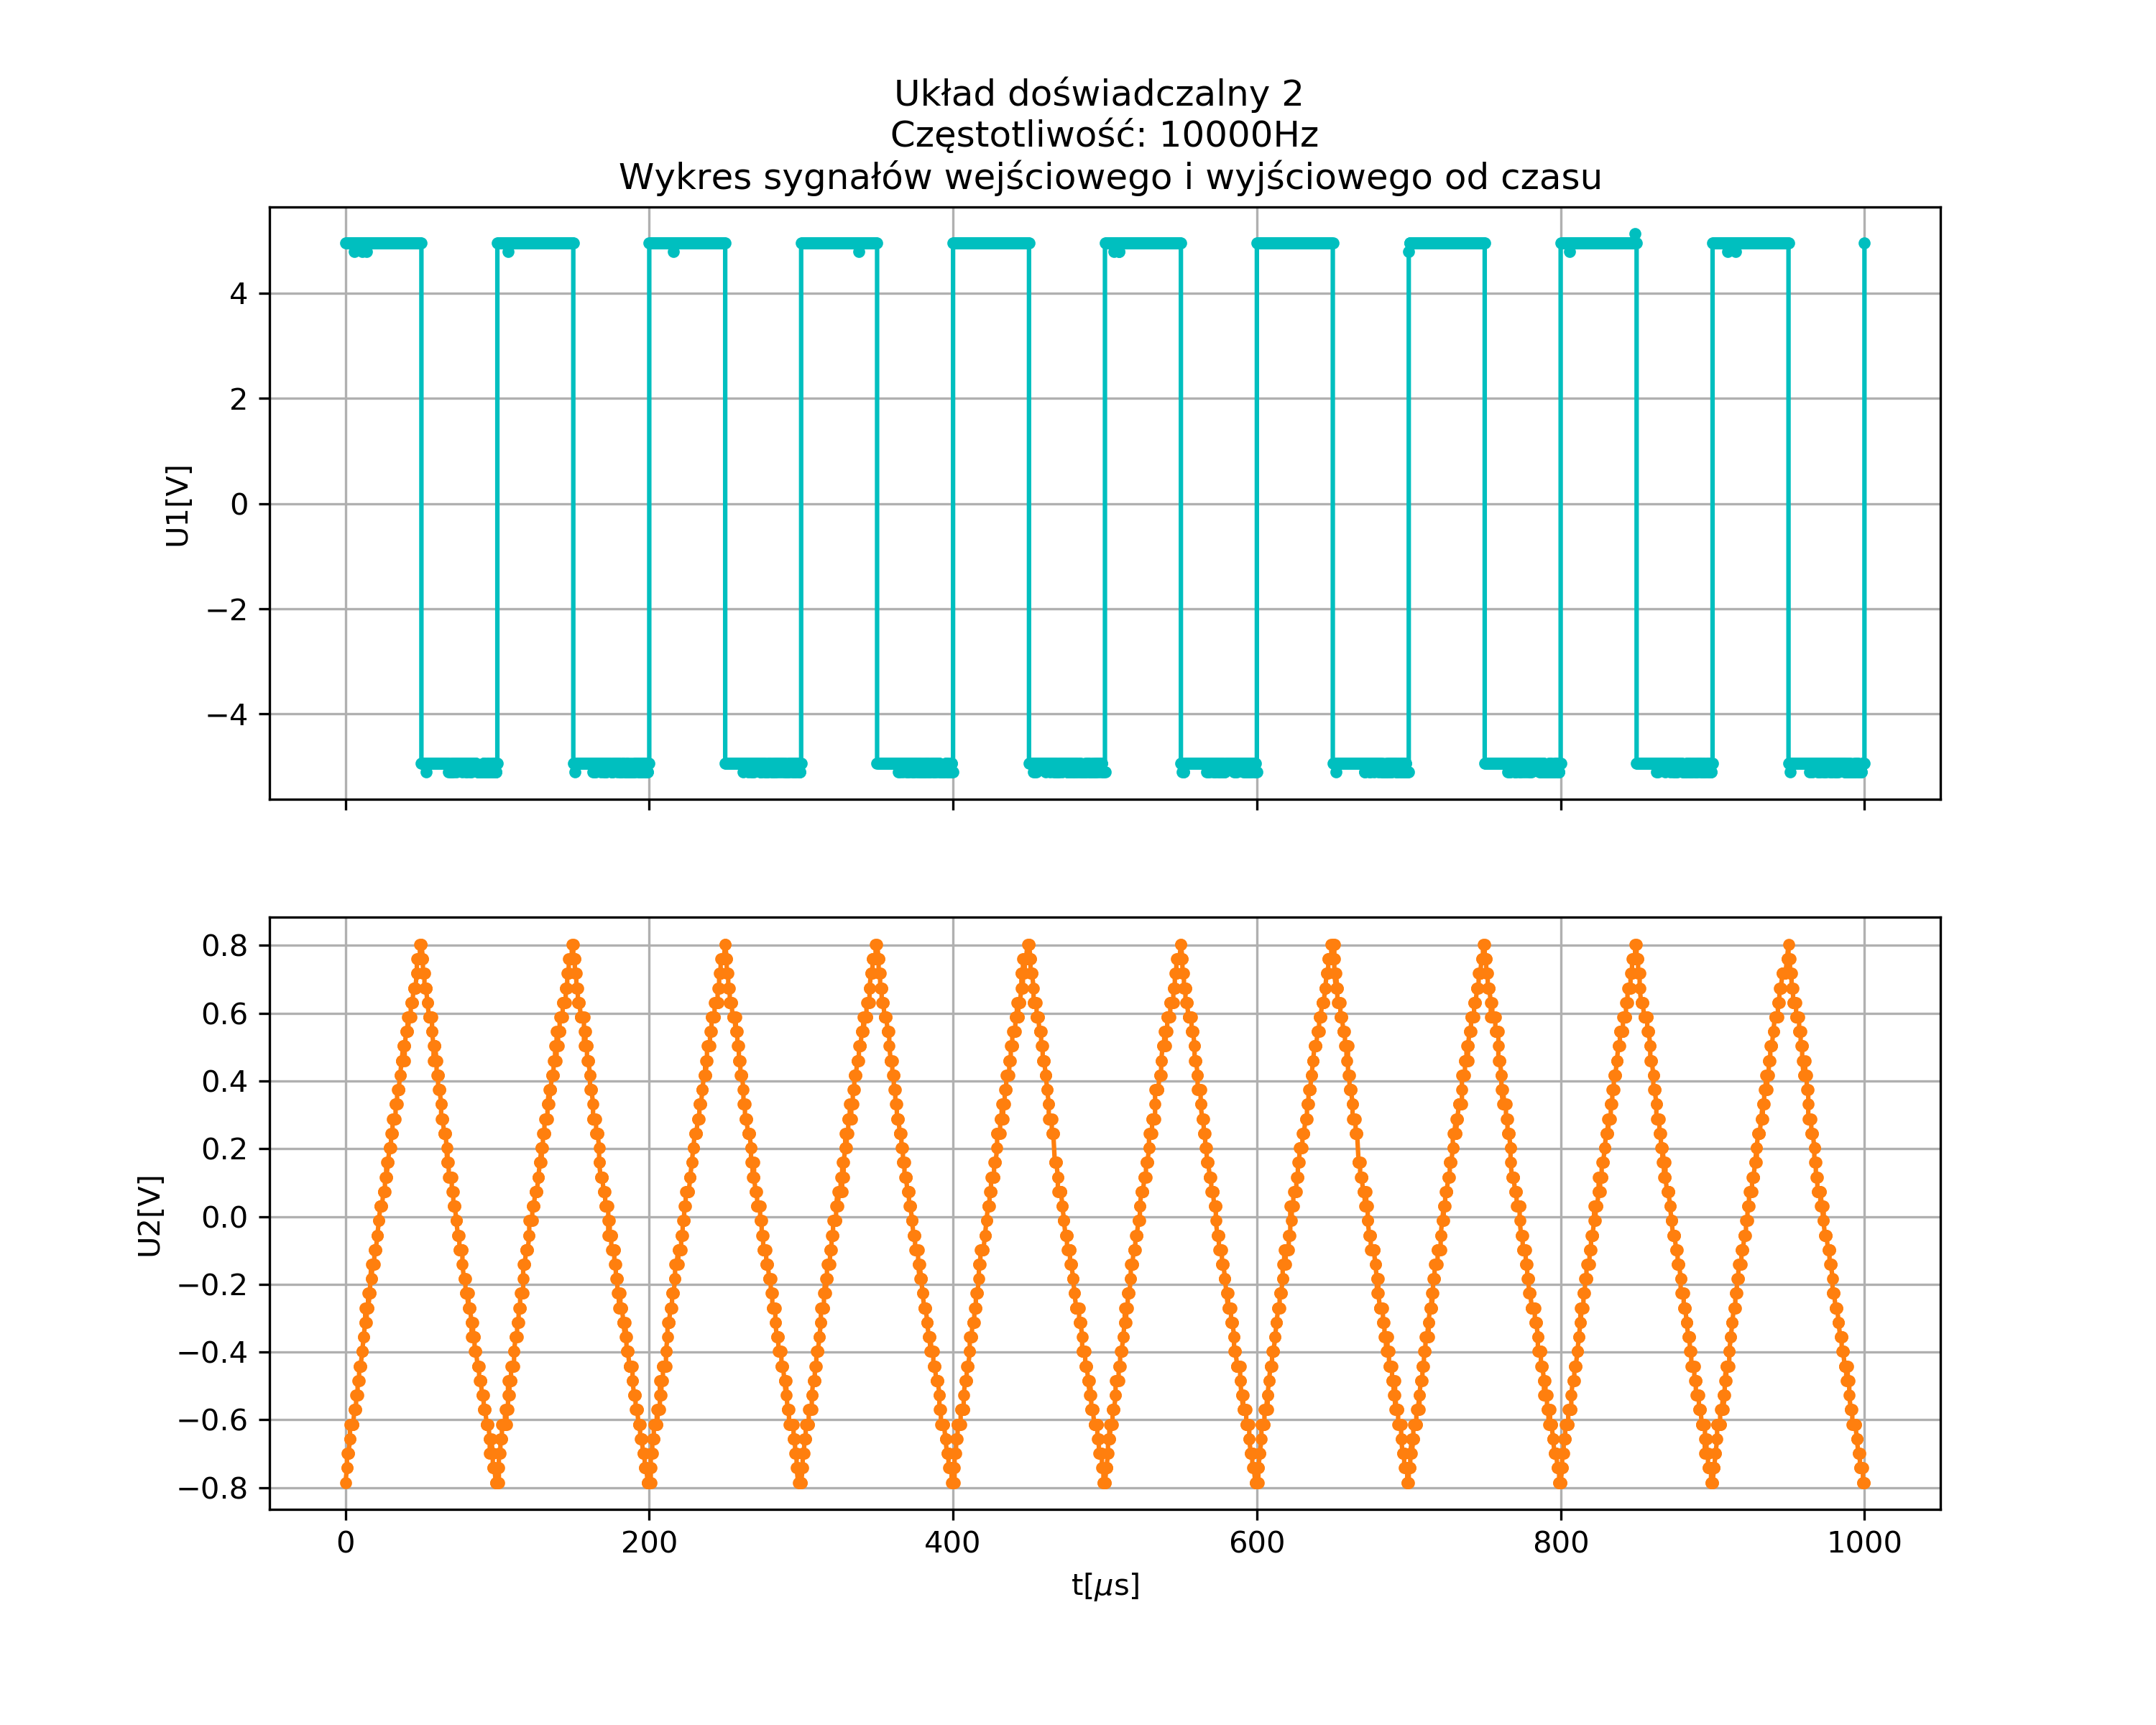 Układ doświadczalny 2
Częstotliwość: 10000Hz
Wykres sygnałów wejściowego i wyjściowego od czasu
4
2
0
−2
−4
U1[V]
0.8
0.6
0.4
0.2
0.0
−0.2
−0.4
−0.6
−0.8
U2[V]
0 200 400 600 800 1000
t[μs]